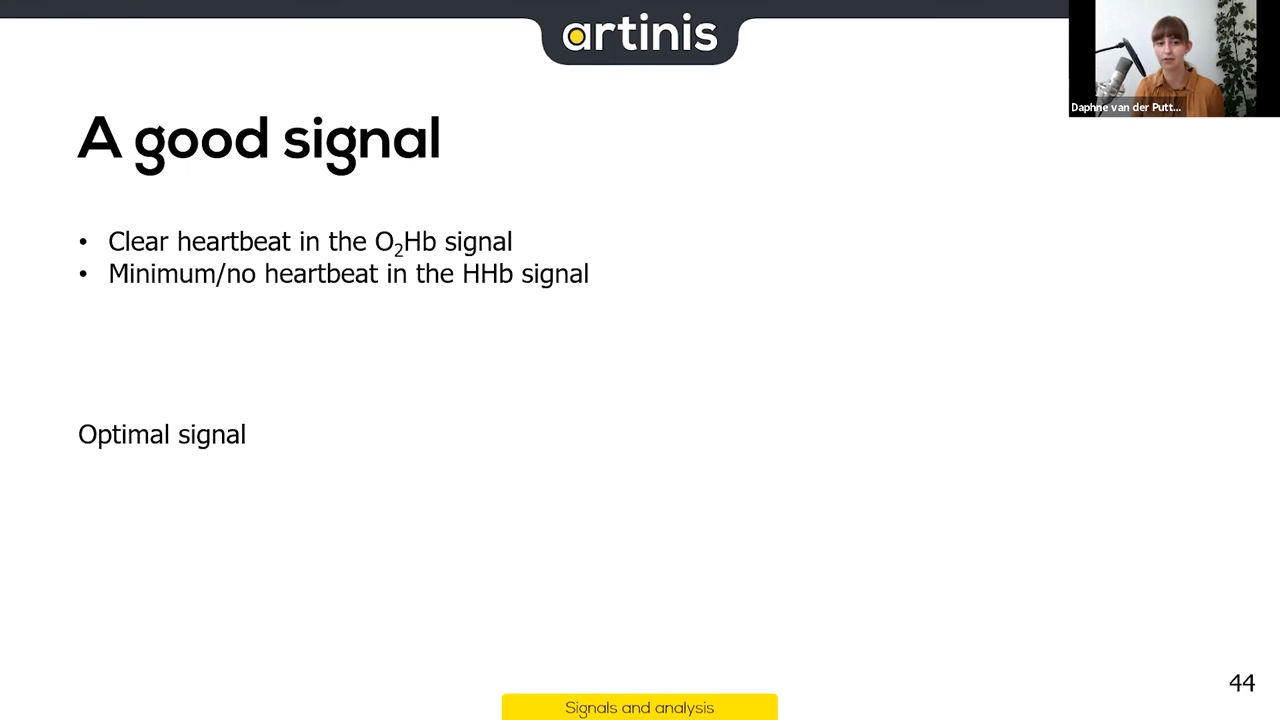 artinis
Daphne van der Putt...
A good signal
• Clear heartbeat in the O₂Hb signal
• Minimum/no heartbeat in the HHb signal
Optimal signal
44
Signals and analysis